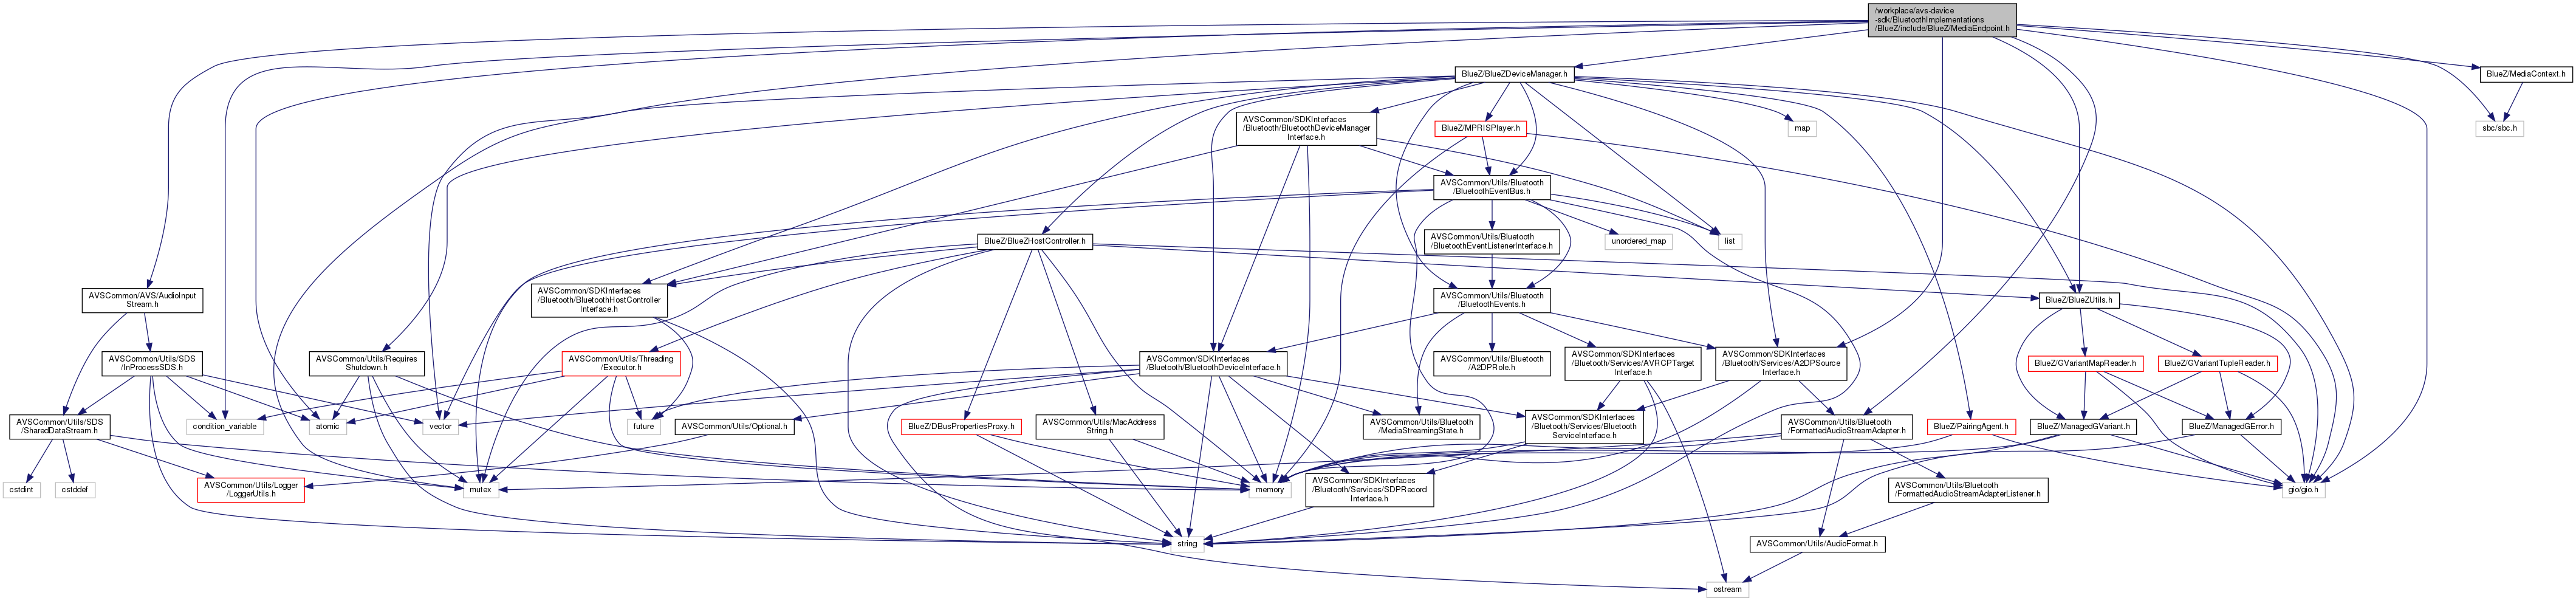 /workplace/avs-device
-sdk/BluetoothImplementations
/BlueZ/include/BlueZ/MediaEndpoint.h
BlueZ/BlueZDeviceManager.h
BlueZ/MediaContext.h
AVSCommon/SDKInterfaces
/Bluetooth/BluetoothDeviceManager
Interface.h
BlueZ/MPRISPlayer.h
map
sbc/sbc.h
AVSCommon/Utils/Bluetooth
/BluetoothEventBus.h
BlueZ/BlueZHostController.h
AVSCommon/Utils/Bluetooth
/BluetoothEventListenerInterface.h
unordered_map
list
AVSCommon/AVS/AudioInput
Stream.h
AVSCommon/SDKInterfaces
/Bluetooth/BluetoothHostController
Interface.h
AVSCommon/Utils/Bluetooth
/BluetoothEvents.h
BlueZ/BlueZUtils.h
AVSCommon/Utils/SDS
/InProcessSDS.h
AVSCommon/Utils/Requires
Shutdown.h
AVSCommon/Utils/Threading
/Executor.h
AVSCommon/SDKInterfaces
/Bluetooth/BluetoothDeviceInterface.h
AVSCommon/Utils/Bluetooth
/A2DPRole.h
AVSCommon/SDKInterfaces
/Bluetooth/Services/AVRCPTarget
Interface.h
AVSCommon/SDKInterfaces
/Bluetooth/Services/A2DPSource
Interface.h
BlueZ/GVariantMapReader.h
BlueZ/GVariantTupleReader.h
AVSCommon/Utils/SDS
/SharedDataStream.h
condition_variable
atomic
vector
future
AVSCommon/Utils/Optional.h
BlueZ/DBusPropertiesProxy.h
AVSCommon/Utils/MacAddress
String.h
AVSCommon/Utils/Bluetooth
/MediaStreamingState.h
AVSCommon/SDKInterfaces
/Bluetooth/Services/Bluetooth
ServiceInterface.h
AVSCommon/Utils/Bluetooth
/FormattedAudioStreamAdapter.h
BlueZ/PairingAgent.h
BlueZ/ManagedGVariant.h
BlueZ/ManagedGError.h
cstdint
cstddef
AVSCommon/Utils/Logger
/LoggerUtils.h
mutex
memory
AVSCommon/SDKInterfaces
/Bluetooth/Services/SDPRecord
Interface.h
AVSCommon/Utils/Bluetooth
/FormattedAudioStreamAdapterListener.h
gio/gio.h
string
AVSCommon/Utils/AudioFormat.h
ostream